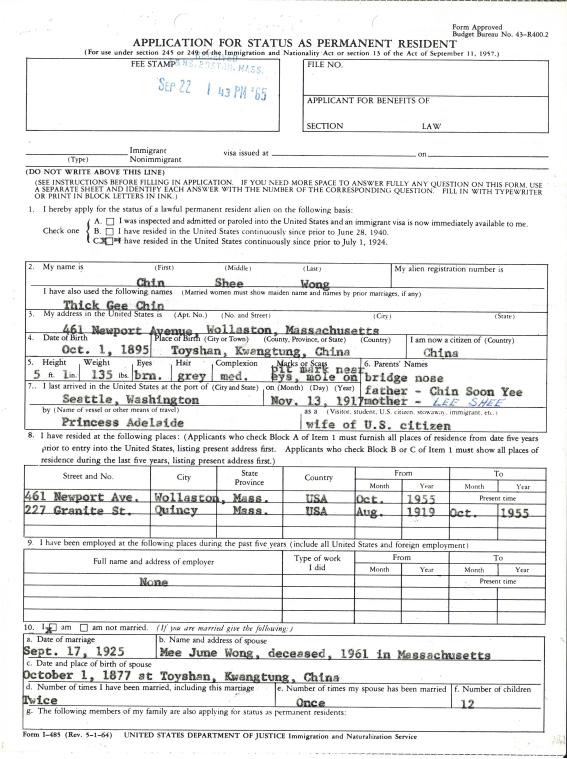 Form Approved
Budget Bureau No. 43–R400.2
APPLICATION FOR STATUS AS PERMANENT RESIDENT
(For use under section 245 or 249 of the Immigration and Nationality Act or section 13 of the Act of September 11, 1957.)
FEE STAMP
MASS.
SEP 22 1 43 PM '65
FILE NO.
APPLICANT FOR BENEFITS OF
SECTION LAW
Immigrant
Nonimmigrant
(Type)
visa issued at on
(DO NOT WRITE ABOVE THIS LINE)
(SEE INSTRUCTIONS BEFORE FILLING IN APPLICATION. IF YOU NEED MORE SPACE TO ANSWER FULLY ANY QUESTION ON THIS FORM, USE
A SEPARATE SHEET AND IDENTIFY EACH ANSWER WITH THE NUMBER OF THE CORRESPONDING QUESTION. FILL IN WITH TYPEWRITER
OR PRINT IN BLOCK LETTERS IN INK.)
1. I hereby apply for the status of a lawful permanent resident alien on the following basis:
Check one
A. I was inspected and admitted or paroled into the United States and an immigrant visa is now immediately available to me.
B. I have resided in the United States continuously since prior to June 28, 1940.
C. I have resided in the United States continuously since prior to July 1, 1924.
2. My name is (First) (Middle) (Last)
Chin Shee Wong
My alien registration number is
I have also used the following names (Married women must show maiden name and names by prior marriages, if any)
Thick Gee Chin
3. My address in the United States is (Apt. No.) (No. and Street) (City) (State)
461 Newport Avenue, Wollaston, Massachusetts
4. Date of Birth Place of Birth (City or Town) (County, Province, or State) (Country) I am now a citizen of (Country)
Oct. 1, 1895 Toyshan, Kwangtung, China China
5. Height Weight Eyes Hair Complexion Marks or Scars
5 ft. 1 in. 135 lbs. brn. grey med. pit mark near
eys, mole on bridge nose
6. Parents' Names
father - Chin Soon Yee
mother - LEE SHEE
7. I last arrived in the United States at the port of (City and State) on (Month) (Day) (Year)
Seattle, Washington Nov. 13, 1917
by (Name of vessel or other means of travel) as a (Visitor, student, U.S. citizen, stowaway, immigrant, etc.)
Princess Adelaide wife of U.S. citizen
8. I have resided at the following places: (Applicants who check Block A of Item 1 must furnish all places of residence from date five years
prior to entry into the United States, listing present address first. Applicants who check Block B or C of Item 1 must show all places of
residence during the last five years, listing present address first.)
Street and No. City State Province Country From To
Month Year Month Year
461 Newport Ave. Wollaston, Mass. USA Oct. 1955 Present time
227 Granite St. Quincy Mass. USA Aug. 1919 Oct. 1955
9. I have been employed at the following places during the past five years (include all United States and foreign employment)
Full name and address of employer Type of work I did From To
Month Year Month Year
None Present time
10. I am am not married. (If you are married give the following:)
a. Date of marriage b. Name and address of spouse
Sept. 17, 1925 Mee June Wong, deceased, 1961 in Massachusetts
c. Date and place of birth of spouse
October 1, 1877 at Toyshan, Kwangtung, China
d. Number of times I have been married, including this marriage e. Number of times my spouse has been married f. Number of children
Twice Once 12
g. The following members of my family are also applying for status as permanent residents:
Form I–485 (Rev. 5–1–64) UNITED STATES DEPARTMENT OF JUSTICE Immigration and Naturalization Service